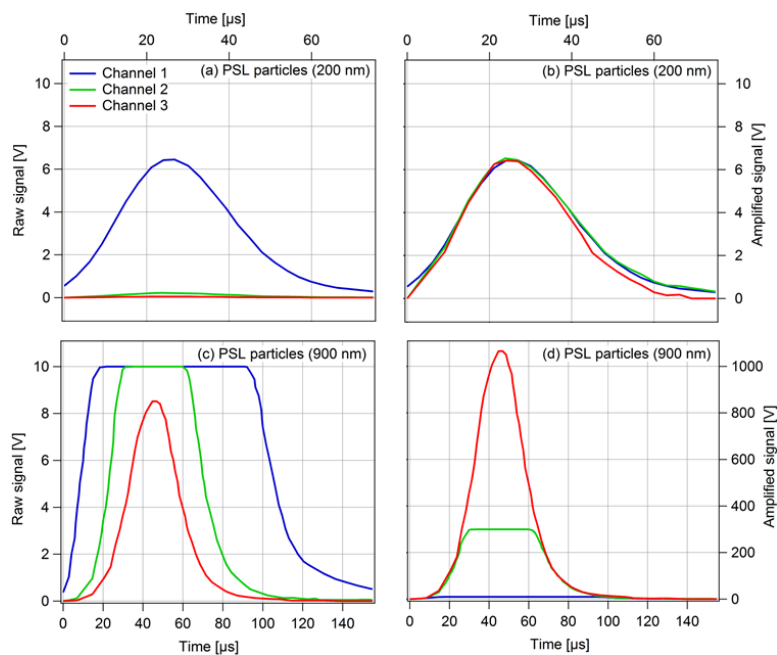 Time [µs]
Time [µs]
0 20 40 60
0 20 40 60
Raw signal [V]
10
8
6
4
2
0
Channel 1
Channel 2
Channel 3
(a) PSL particles (200 nm)
(b) PSL particles (200 nm)
10
8
6
4
2
0
Amplified signal [V]
Raw signal [V]
10
8
6
4
2
0
(c) PSL particles (900 nm)
(d) PSL particles (900 nm)
1000
800
600
400
200
0
Amplified signal [V]
0 20 40 60 80 100 120 140
0 20 40 60 80 100 120 140
Time [µs]
Time [µs]